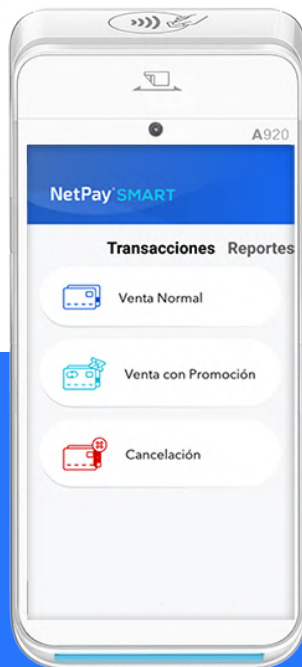 A920
NetPay SMART
Transacciones Reportes
Venta Normal
Venta con Promoción
Cancelación